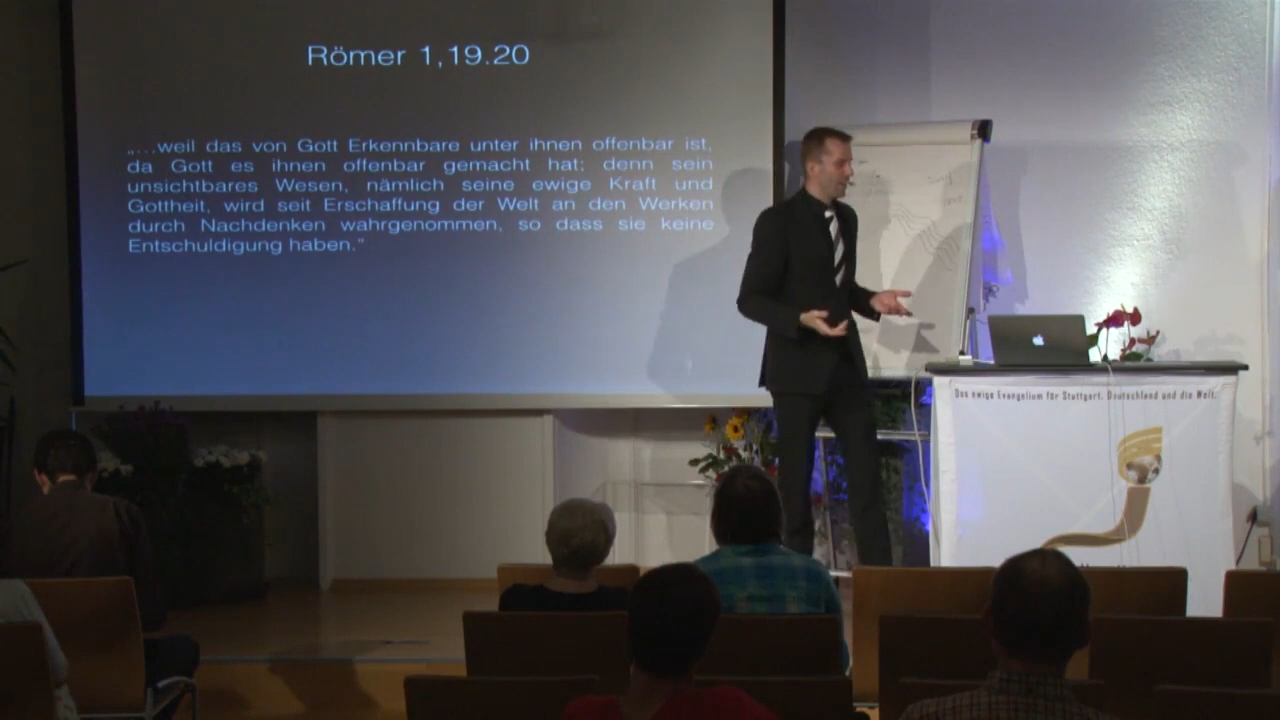 Römer 1,19.20
„...weil das von Gott Erkennbare unter ihnen offenbar ist,
da Gott es ihnen offenbar gemacht hat; denn sein
unsichtbares Wesen, nämlich seine ewige Kraft und
Gottheit, wird seit Erschaffung der Welt an den Werken
durch Nachdenken wahrgenommen, so dass sie keine
Entschuldigung haben."
Das ewige Evangelium für Stuttgart, Deutschland und die Welt.